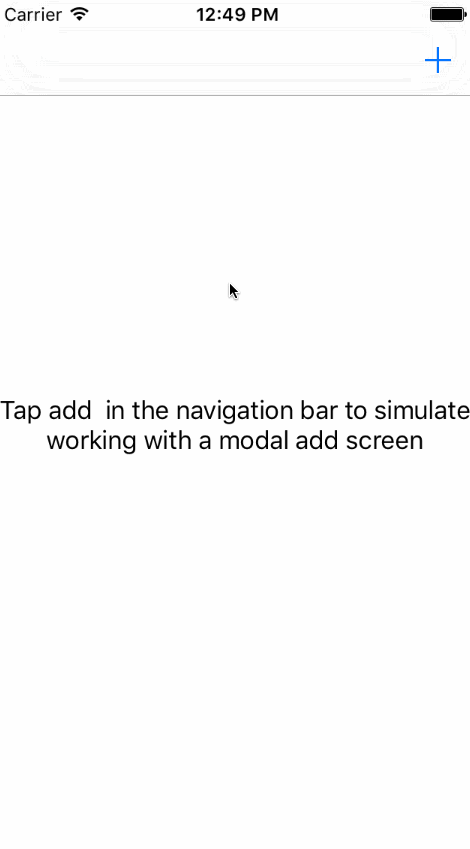 Carrier 12:49 PM
Tap add  in the navigation bar to simulate
working with a modal add screen